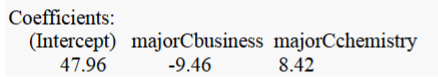 Coefficients:
(Intercept) majorCbusiness majorCchemistry
47.96 -9.46 8.42